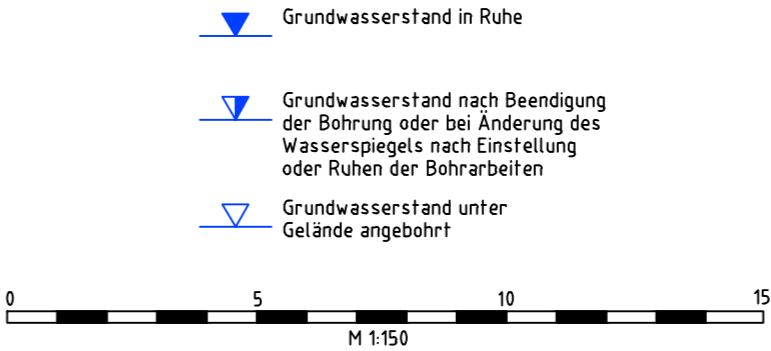 Grundwasserstand in Ruhe
Grundwasserstand nach Beendigung
der Bohrung oder bei Änderung des
Wasserspiegels nach Einstellung
oder Ruhen der Bohrarbeiten
Grundwasserstand unter
Gelände angebohrt
0 5 10 15
M 1:150